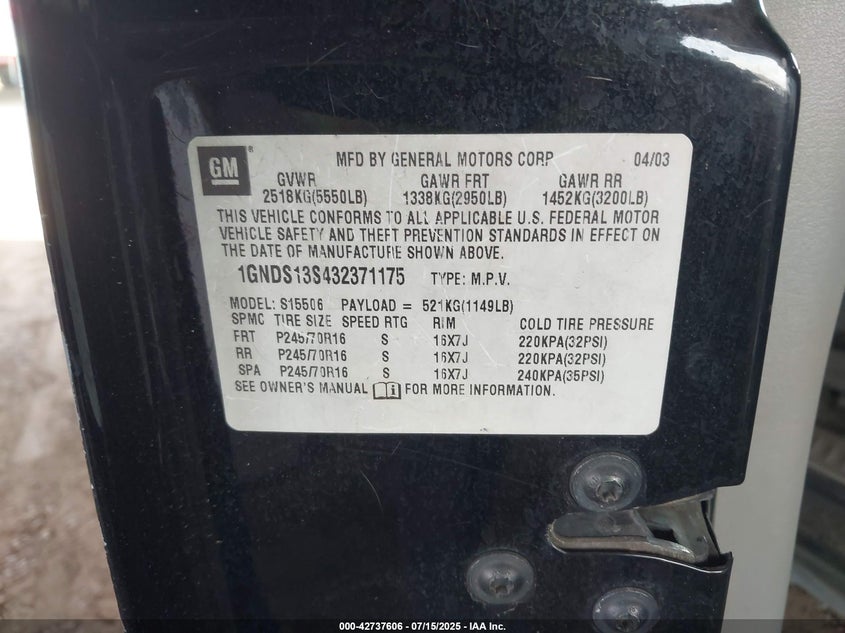 GM ®
MFD BY GENERAL MOTORS CORP 04/03
GVWR GAWR FRT GAWR RR
2518KG(5550LB) 1338KG(2950LB) 1452KG(3200LB)
THIS VEHICLE CONFORMS TO ALL APPLICABLE U.S. FEDERAL MOTOR
VEHICLE SAFETY AND THEFT PREVENTION STANDARDS IN EFFECT ON
THE DATE OF MANUFACTURE SHOWN ABOVE.
1GNDS13S432371175 TYPE: M.P.V.
MODEL: S15506 PAYLOAD = 521KG(1149LB)
SPMC TIRE SIZE SPEED RTG RIM COLD TIRE PRESSURE
FRT P245/70R16 S 16X7J 220KPA(32PSI)
RR P245/70R16 S 16X7J 220KPA(32PSI)
SPA P245/70R16 S 16X7J 240KPA(35PSI)
SEE OWNER'S MANUAL FOR MORE INFORMATION.
000-42737606 - 07/15/2025 - IAA Inc.